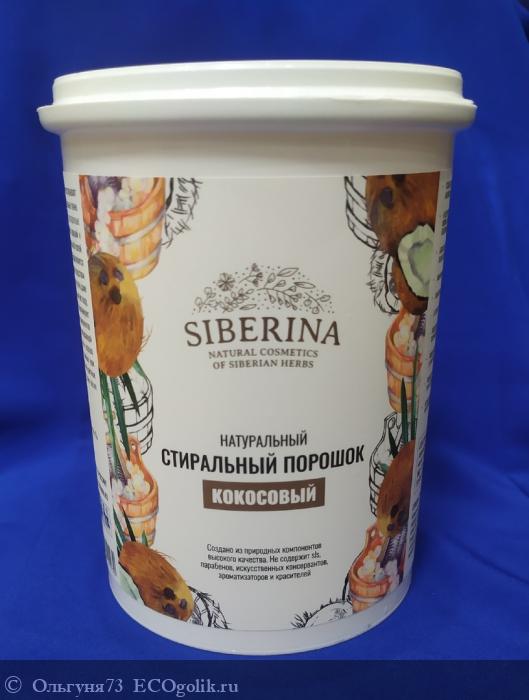 SIBERINA
NATURAL COSMETICS
OF SIBERIAN HERBS
НАТУРАЛЬНЫЙ
СТИРАЛЬНЫЙ ПОРОШОК
КОКОСОВЫЙ
Создано из природных компонентов
высокого качества. Не содержит sls,
парабенов, искусственных консервантов,
ароматизаторов и красителей
© Ольгуня73 ECOgolik.ru